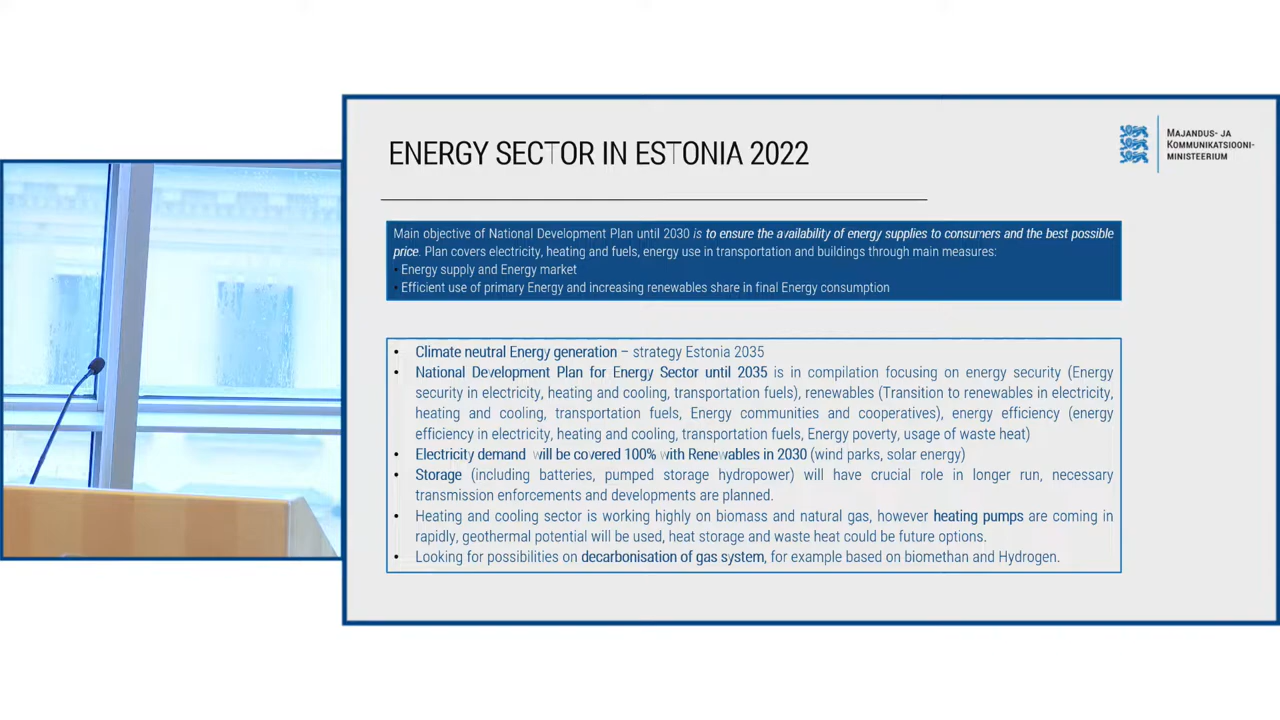 ENERGY SECTOR IN ESTONIA 2022
MAJANDUS- JA
KOMMUNIKATSIOONI-
MINISTEERIUM
Main objective of National Development Plan until 2030 is to ensure the availability of energy supplies to consumers and the best possible
price. Plan covers electricity, heating and fuels, energy use in transportation and buildings through main measures:
• Energy supply and Energy market
• Efficient use of primary Energy and increasing renewables share in final Energy consumption
• Climate neutral Energy generation – strategy Estonia 2035
• National Development Plan for Energy Sector until 2035 is in compilation focusing on energy security (Energy
security in electricity, heating and cooling, transportation fuels), renewables (Transition to renewables in electricity,
heating and cooling, transportation fuels, Energy communities and cooperatives), energy efficiency (energy
efficiency in electricity, heating and cooling, transportation fuels, Energy poverty, usage of waste heat)
• Electricity demand will be covered 100% with Renewables in 2030 (wind parks, solar energy)
• Storage (including batteries, pumped storage hydropower) will have crucial role in longer run, necessary
transmission enforcements and developments are planned.
• Heating and cooling sector is working highly on biomass and natural gas, however heating pumps are coming in
rapidly, geothermal potential will be used, heat storage and waste heat could be future options.
• Looking for possibilities on decarbonisation of gas system, for example based on biomethan and Hydrogen.